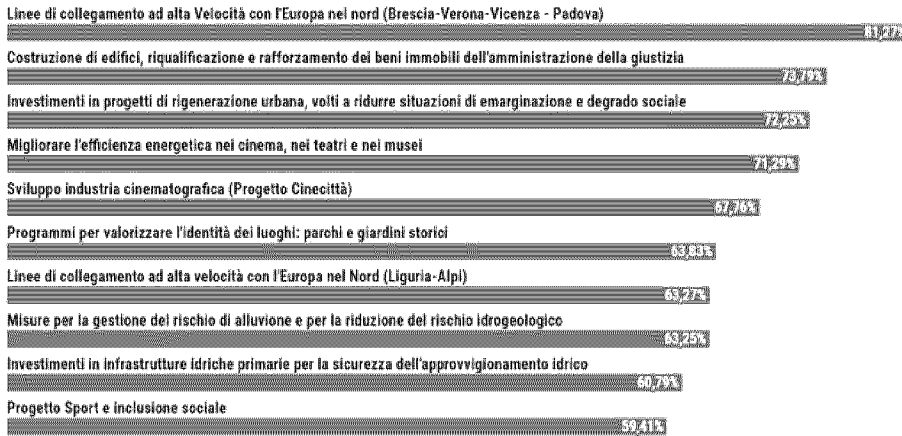 Linee di collegamento ad alta Velocità con l'Europa nel nord (Brescia-Verona-Vicenza - Padova)
81,27%
Costruzione di edifici, riqualificazione e rafforzamento dei beni immobili dell'amministrazione della giustizia
73,79%
Investimenti in progetti di rigenerazione urbana, volti a ridurre situazioni di emarginazione e degrado sociale
72,25%
Migliorare l'efficienza energetica nei cinema, nei teatri e nei musei
71,29%
Sviluppo industria cinematografica (Progetto Cinecittà)
67,76%
Programmi per valorizzare l'identità dei luoghi: parchi e giardini storici
63,83%
Linee di collegamento ad alta velocità con l'Europa nel Nord (Liguria-Alpi)
63,27%
Misure per la gestione del rischio di alluvione e per la riduzione del rischio idrogeologico
63,25%
Investimenti in infrastrutture idriche primarie per la sicurezza dell'approvvigionamento idrico
60,79%
Progetto Sport e inclusione sociale
59,41%